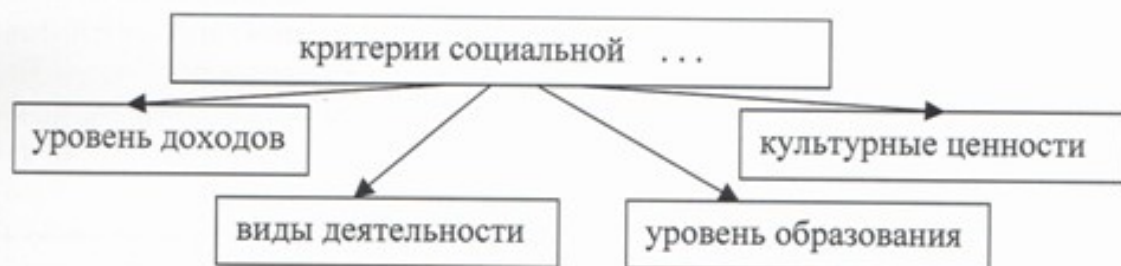 критерии социальной ...
уровень доходов
культурные ценности
виды деятельности
уровень образования